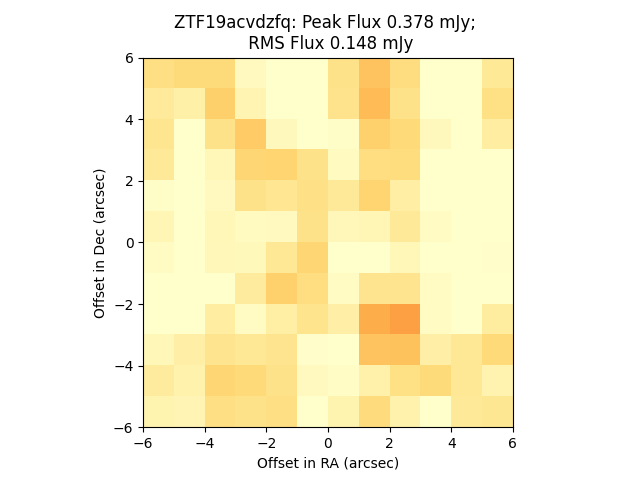 ZTF19acvdzfq: Peak Flux 0.378 mJy;
RMS Flux 0.148 mJy
6
4
2
0
−2
−4
−6
Offset in Dec (arcsec)
−6 −4 −2 0 2 4 6
Offset in RA (arcsec)